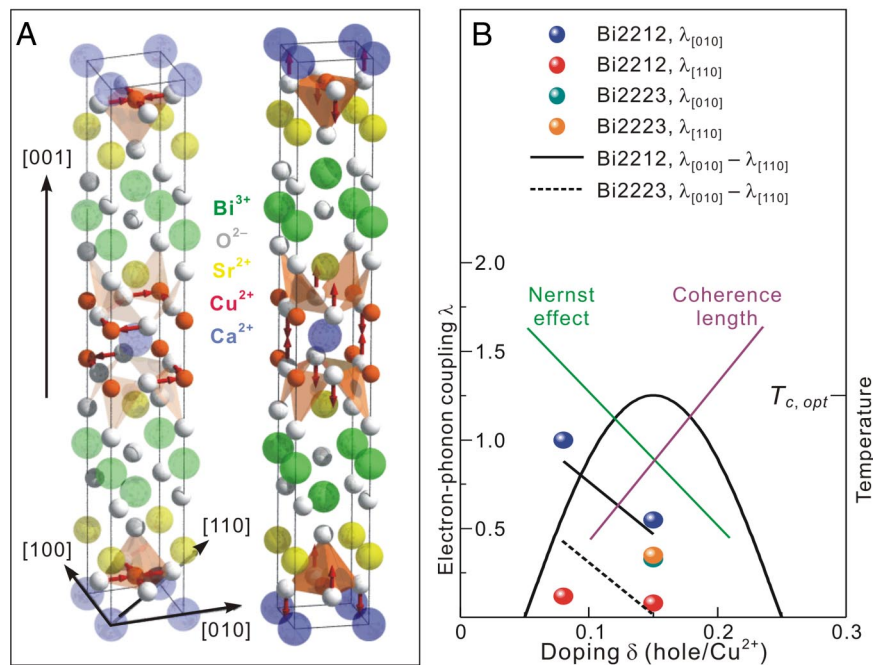 A
[001]
Bi³⁺
O²⁻
Sr²⁺
Cu²⁺
Ca²⁺
[100]
[110]
[010]
B
Bi2212, λ[010]
Bi2212, λ[110]
Bi2223, λ[010]
Bi2223, λ[110]
Bi2212, λ[010] – λ[110]
Bi2223, λ[010] – λ[110]
Electron-phonon coupling λ
2.0
1.5
1.0
0.5
Nernst
effect
Coherence
length
Tc, opt
Temperature
0
0.1
0.2
0.3
Doping δ (hole/Cu²⁺)